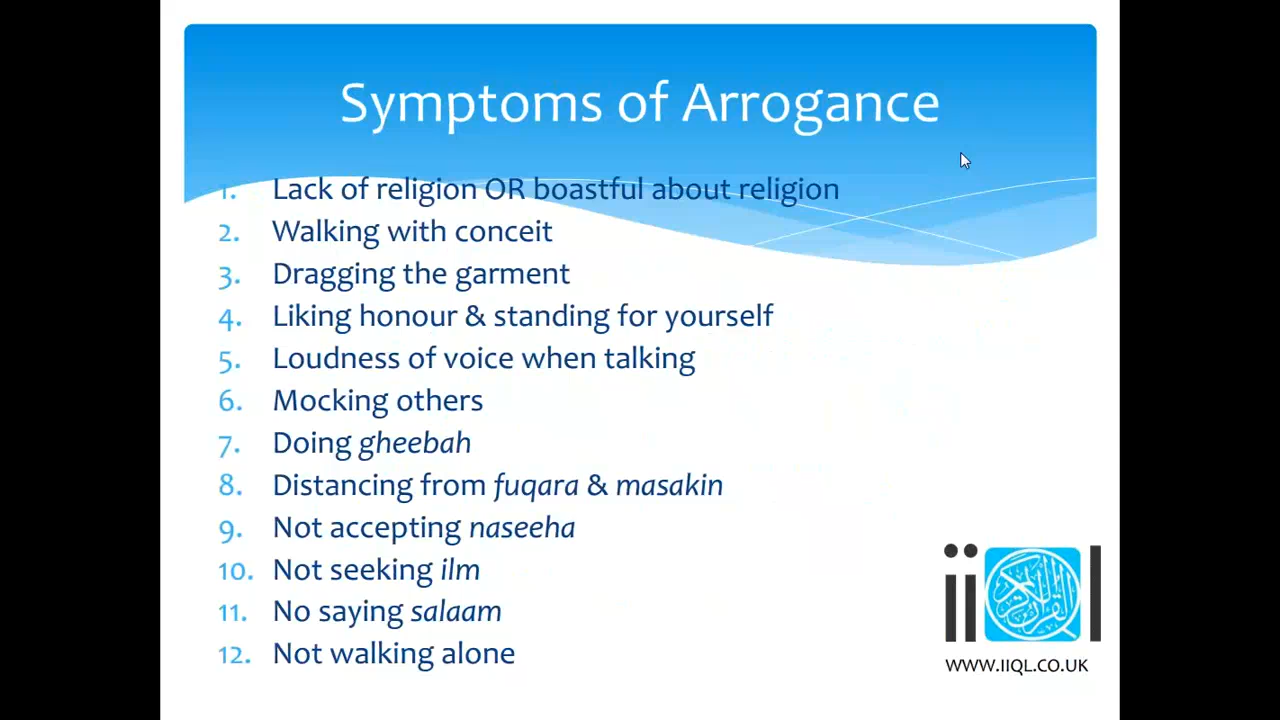 Symptoms of Arrogance
1. Lack of religion OR boastful about religion
2. Walking with conceit
3. Dragging the garment
4. Liking honour & standing for yourself
5. Loudness of voice when talking
6. Mocking others
7. Doing gheebah
8. Distancing from fuqara & masakin
9. Not accepting naseeha
10. Not seeking ilm
11. No saying salaam
12. Not walking alone
iiQl
القرآن الكريم
WWW.IIQL.CO.UK